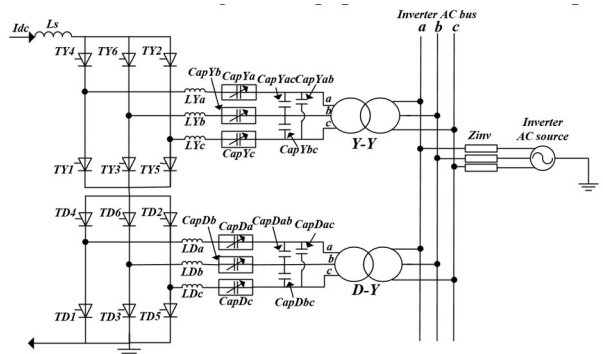 Inverter AC bus
a b c
Idc Ls
TY4 TY6 TY2
CapYb CapYa CapYac CapYab
LYa
a
b
c
LYb
LYc CapYc CapYbc
Y-Y
Zinv
Inverter
AC source
TY1 TY3 TY5
TD4 TD6 TD2
CapDb CapDa CapDab CapDac
LDa
a
b
c
LDb
LDc CapDc CapDbc
D-Y
TD1 TD3 TD5